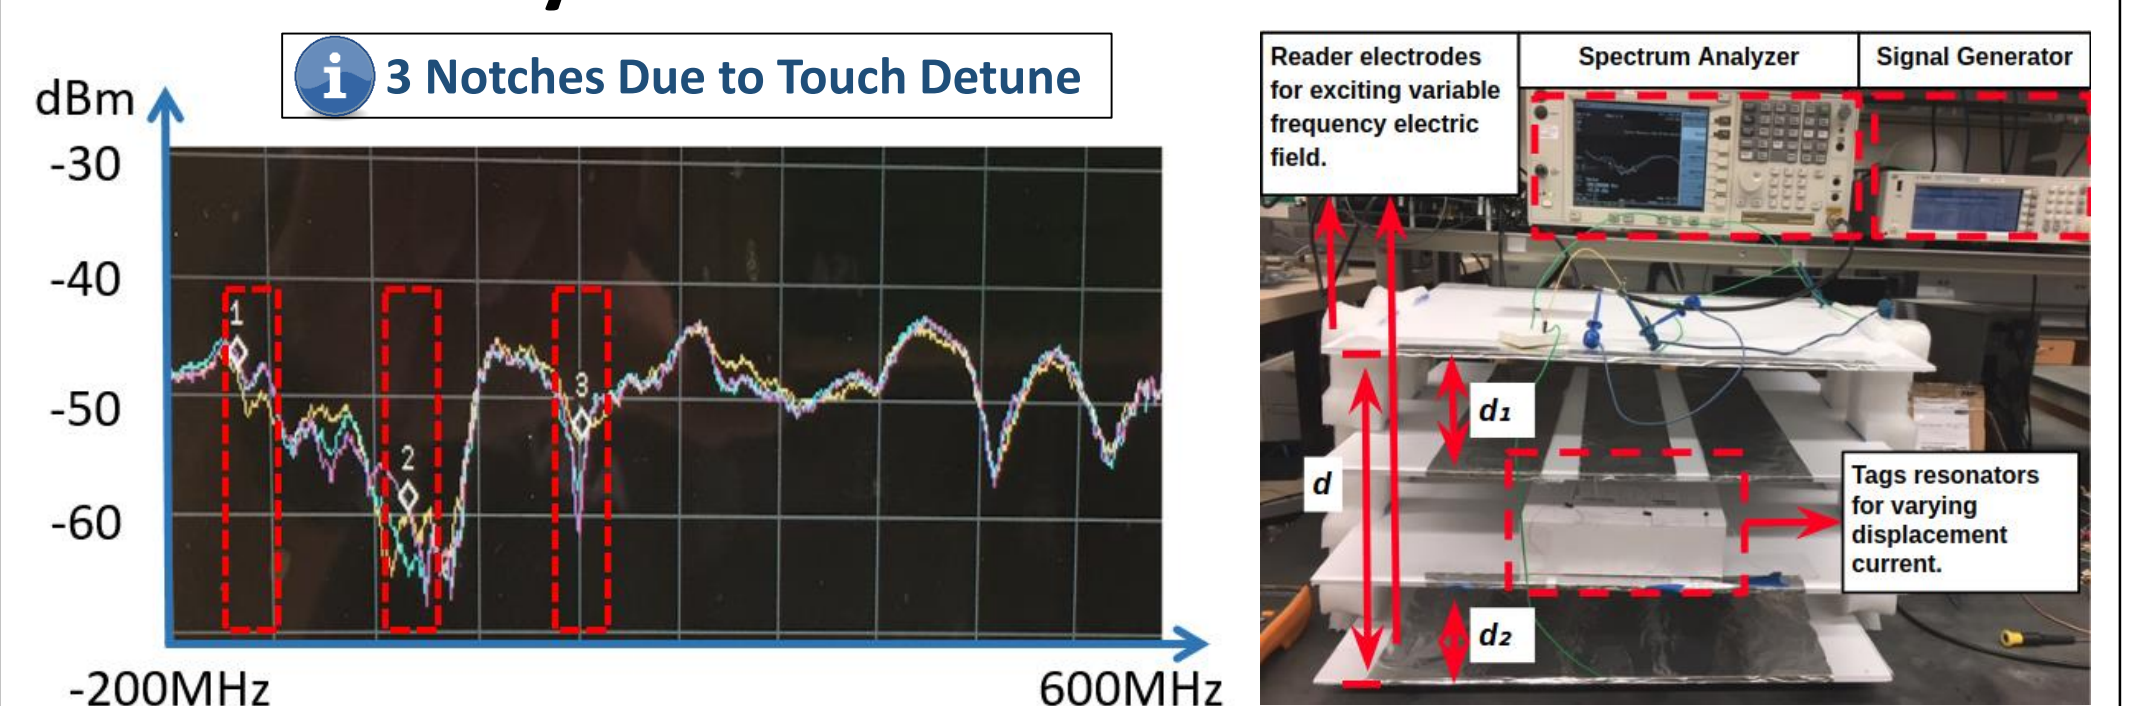 3 Notches Due to Touch Detune
dBm
-30
-40
-50
-60
1
2
3
-200MHz
600MHz
Reader electrodes
for exciting variable
frequency electric
field.
Spectrum Analyzer
Signal Generator
d₁
d
d₂
Tags resonators
for varying
displacement
current.